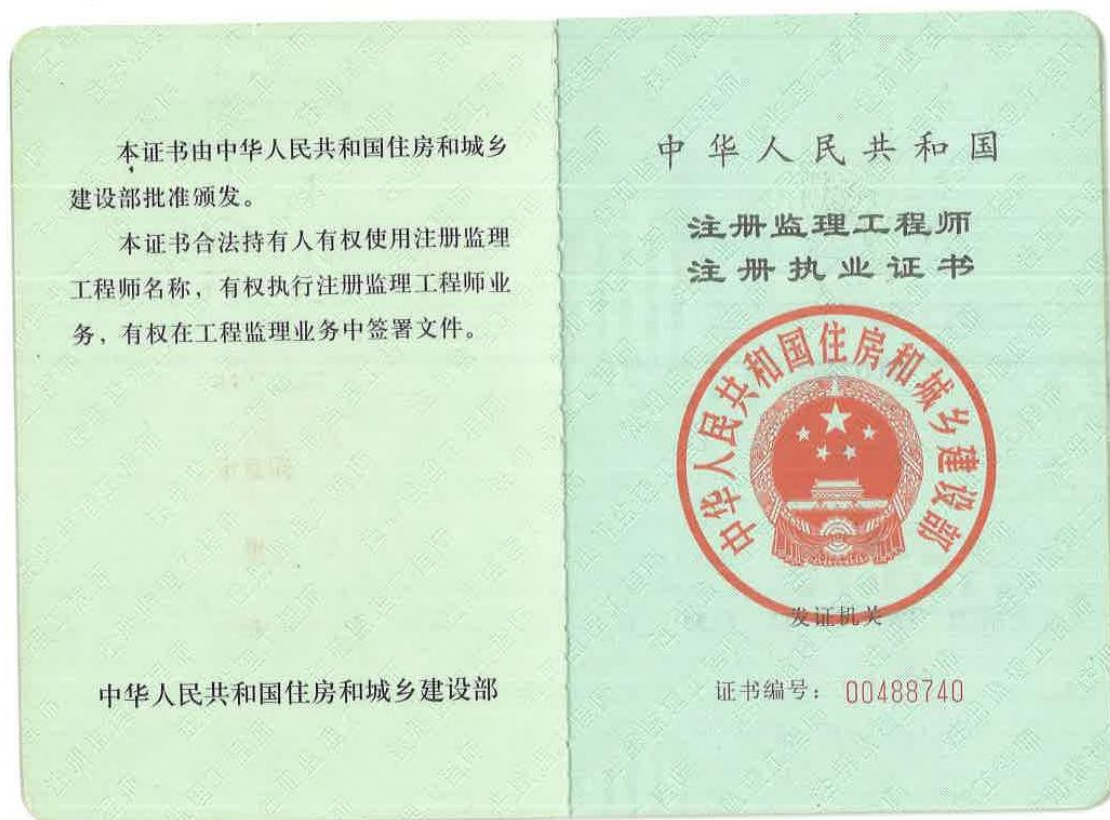 本证书由中华人民共和国住房和城乡
建设部批准颁发。
本证书合法持有人有权使用注册监理
工程师名称，有权执行注册监理工程师业
务，有权在工程监理业务中签署文件。
中华人民共和国住房和城乡建设部
中华人民共和国
注册监理工程师
注册执业证书
中华人民共和国住房和城乡建设部
发证机关
证书编号： 00488740